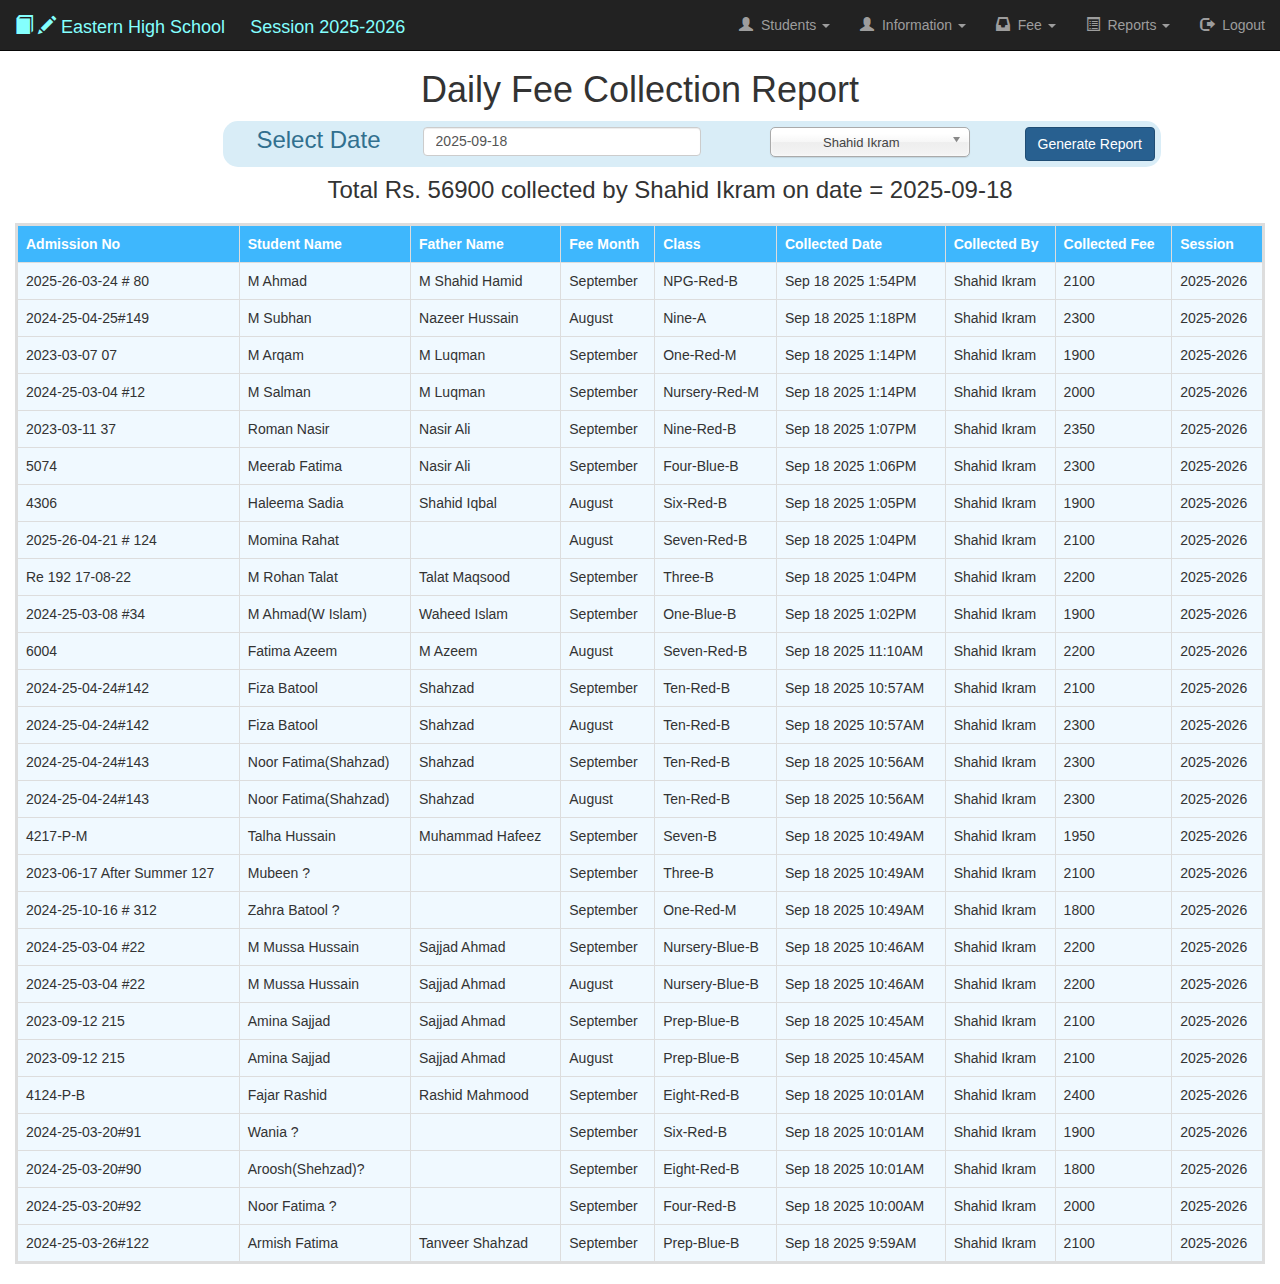 Eastern High School Session 2025-2026 Students Information Fee Reports Logout
Daily Fee Collection Report
Select Date 2025-09-18 Shahid Ikram Generate Report
Total Rs. 56900 collected by Shahid Ikram on date = 2025-09-18
Admission No Student Name Father Name Fee Month Class Collected Date Collected By Collected Fee Session
2025-26-03-24 # 80 M Ahmad M Shahid Hamid September NPG-Red-B Sep 18 2025 1:54PM Shahid Ikram 2100 2025-2026
2024-25-04-25#149 M Subhan Nazeer Hussain August Nine-A Sep 18 2025 1:18PM Shahid Ikram 2300 2025-2026
2023-03-07 07 M Arqam M Luqman September One-Red-M Sep 18 2025 1:14PM Shahid Ikram 1900 2025-2026
2024-25-03-04 #12 M Salman M Luqman September Nursery-Red-M Sep 18 2025 1:14PM Shahid Ikram 2000 2025-2026
2023-03-11 37 Roman Nasir Nasir Ali September Nine-Red-B Sep 18 2025 1:07PM Shahid Ikram 2350 2025-2026
5074 Meerab Fatima Nasir Ali September Four-Blue-B Sep 18 2025 1:06PM Shahid Ikram 2300 2025-2026
4306 Haleema Sadia Shahid Iqbal August Six-Red-B Sep 18 2025 1:05PM Shahid Ikram 1900 2025-2026
2025-26-04-21 # 124 Momina Rahat August Seven-Red-B Sep 18 2025 1:04PM Shahid Ikram 2100 2025-2026
Re 192 17-08-22 M Rohan Talat Talat Maqsood September Three-B Sep 18 2025 1:04PM Shahid Ikram 2200 2025-2026
2024-25-03-08 #34 M Ahmad(W Islam) Waheed Islam September One-Blue-B Sep 18 2025 1:02PM Shahid Ikram 1900 2025-2026
6004 Fatima Azeem M Azeem August Seven-Red-B Sep 18 2025 11:10AM Shahid Ikram 2200 2025-2026
2024-25-04-24#142 Fiza Batool Shahzad September Ten-Red-B Sep 18 2025 10:57AM Shahid Ikram 2100 2025-2026
2024-25-04-24#142 Fiza Batool Shahzad August Ten-Red-B Sep 18 2025 10:57AM Shahid Ikram 2300 2025-2026
2024-25-04-24#143 Noor Fatima(Shahzad) Shahzad September Ten-Red-B Sep 18 2025 10:56AM Shahid Ikram 2300 2025-2026
2024-25-04-24#143 Noor Fatima(Shahzad) Shahzad August Ten-Red-B Sep 18 2025 10:56AM Shahid Ikram 2300 2025-2026
4217-P-M Talha Hussain Muhammad Hafeez September Seven-B Sep 18 2025 10:49AM Shahid Ikram 1950 2025-2026
2023-06-17 After Summer 127 Mubeen ? September Three-B Sep 18 2025 10:49AM Shahid Ikram 2100 2025-2026
2024-25-10-16 # 312 Zahra Batool ? September One-Red-M Sep 18 2025 10:49AM Shahid Ikram 1800 2025-2026
2024-25-03-04 #22 M Mussa Hussain Sajjad Ahmad September Nursery-Blue-B Sep 18 2025 10:46AM Shahid Ikram 2200 2025-2026
2024-25-03-04 #22 M Mussa Hussain Sajjad Ahmad August Nursery-Blue-B Sep 18 2025 10:46AM Shahid Ikram 2200 2025-2026
2023-09-12 215 Amina Sajjad Sajjad Ahmad September Prep-Blue-B Sep 18 2025 10:45AM Shahid Ikram 2100 2025-2026
2023-09-12 215 Amina Sajjad Sajjad Ahmad August Prep-Blue-B Sep 18 2025 10:45AM Shahid Ikram 2100 2025-2026
4124-P-B Fajar Rashid Rashid Mahmood September Eight-Red-B Sep 18 2025 10:01AM Shahid Ikram 2400 2025-2026
2024-25-03-20#91 Wania ? September Six-Red-B Sep 18 2025 10:01AM Shahid Ikram 1900 2025-2026
2024-25-03-20#90 Aroosh(Shehzad)? September Eight-Red-B Sep 18 2025 10:01AM Shahid Ikram 1800 2025-2026
2024-25-03-20#92 Noor Fatima ? September Four-Red-B Sep 18 2025 10:00AM Shahid Ikram 2000 2025-2026
2024-25-03-26#122 Armish Fatima Tanveer Shahzad September Prep-Blue-B Sep 18 2025 9:59AM Shahid Ikram 2100 2025-2026